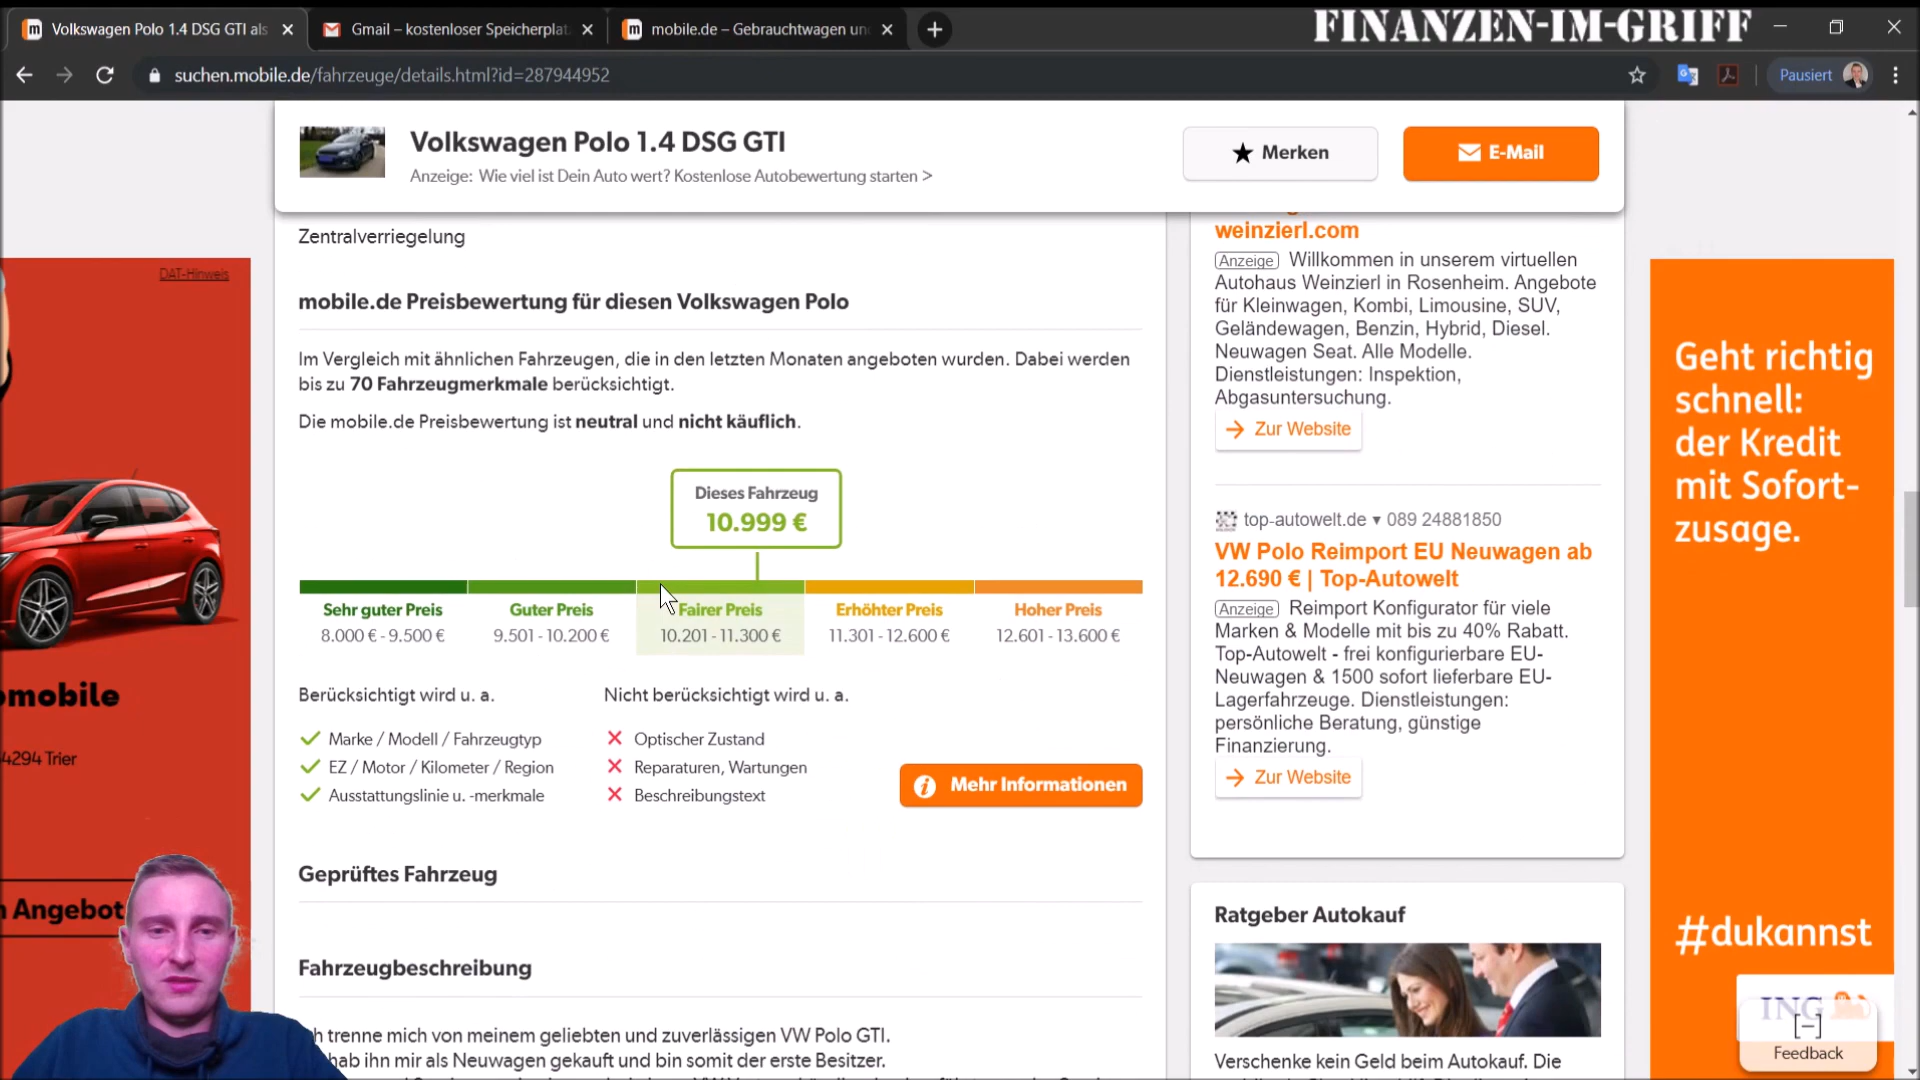 Volkswagen Polo 1.4 DSG GTI als
Gmail – kostenloser Speicherplat
mobile.de – Gebrauchtwagen un
FINANZEN-IM-GRIFF
suchen.mobile.de/fahrzeuge/details.html?id=287944952
Pausiert
Volkswagen Polo 1.4 DSG GTI
Anzeige: Wie viel ist Dein Auto wert? Kostenlose Autobewertung starten >
Merken
E-Mail
Zentralverriegelung
mobile.de Preisbewertung für diesen Volkswagen Polo
Im Vergleich mit ähnlichen Fahrzeugen, die in den letzten Monaten angeboten wurden. Dabei werden
bis zu 70 Fahrzeugmerkmale berücksichtigt.
Die mobile.de Preisbewertung ist neutral und nicht käuflich.
Dieses Fahrzeug
10.999 €
Sehr guter Preis
8.000 € - 9.500 €
Guter Preis
9.501 - 10.200 €
Fairer Preis
10.201 - 11.300 €
Erhöhter Preis
11.301 - 12.600 €
Hoher Preis
12.601 - 13.600 €
Berücksichtigt wird u. a.
Marke / Modell / Fahrzeugtyp
EZ / Motor / Kilometer / Region
Ausstattungslinie u. -merkmale
Nicht berücksichtigt wird u. a.
Optischer Zustand
Reparaturen, Wartungen
Beschreibungstext
Mehr Informationen
Geprüftes Fahrzeug
Fahrzeugbeschreibung
h trenne mich von meinem geliebten und zuverlässigen VW Polo GTI.
hab ihn mir als Neuwagen gekauft und bin somit der erste Besitzer.
weinzierl.com
Anzeige Willkommen in unserem virtuellen
Autohaus Weinzierl in Rosenheim. Angebote
für Kleinwagen, Kombi, Limousine, SUV,
Geländewagen, Benzin, Hybrid, Diesel.
Neuwagen Seat. Alle Modelle.
Dienstleistungen: Inspektion,
Abgasuntersuchung.
Zur Website
top-autowelt.de ▾ 089 24881850
VW Polo Reimport EU Neuwagen ab
12.690 € | Top-Autowelt
Anzeige Reimport Konfigurator für viele
Marken & Modelle mit bis zu 40% Rabatt.
Top-Autowelt - frei konfigurierbare EU-
Neuwagen & 1500 sofort lieferbare EU-
Lagerfahrzeuge. Dienstleistungen:
persönliche Beratung, günstige
Finanzierung.
Zur Website
Ratgeber Autokauf
Verschenke kein Geld beim Autokauf. Die
DAT-Hinweis
omobile
4294 Trier
n Angebot
Geht richtig
schnell:
der Kredit
mit Sofort-
zusage.
#dukannst
ING
[–]
Feedback